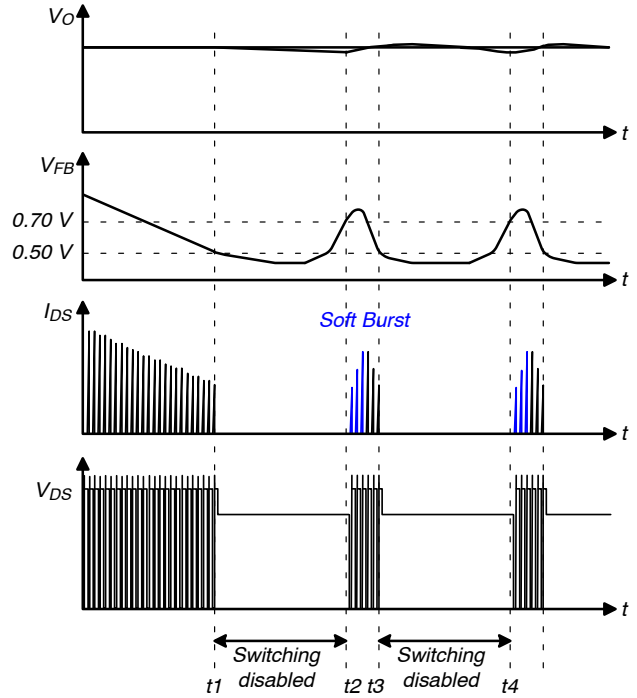 VO
t
VFB
0.70 V
0.50 V
t
IDS
Soft Burst
t
VDS
t
Switching
disabled
Switching
disabled
t1
t2
t3
t4